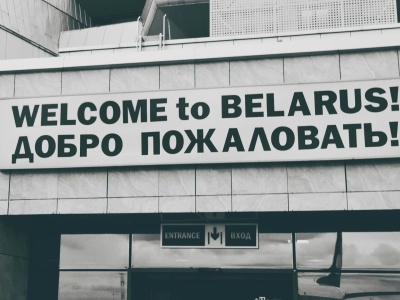 WELCOME to BELARUS!
ДОБРО ПОЖАЛОВАТЬ!
ENTRANCE ВХОД